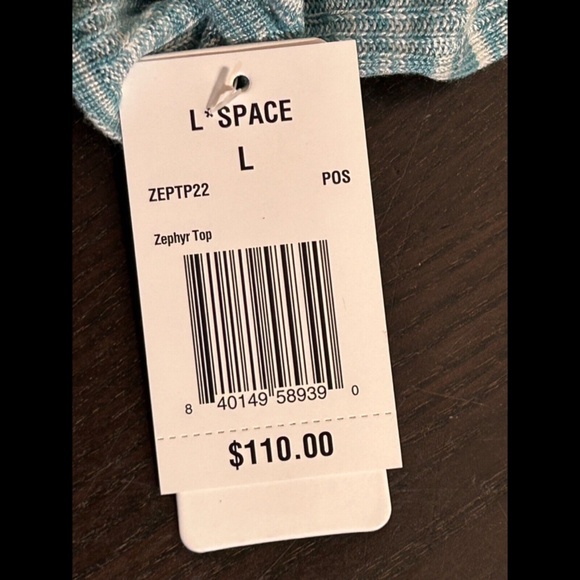 L*SPACE
L
ZEPTP22 POS
Zephyr Top
8 40149 58939 0
$110.00